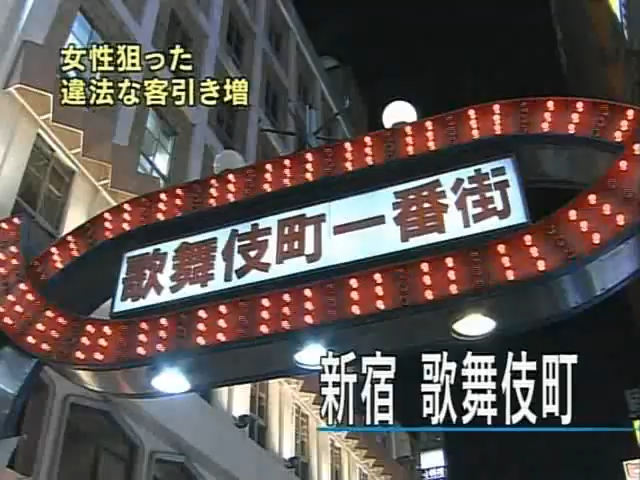 女性狙った
違法な客引き増
歌舞伎町一番街
新宿 歌舞伎町